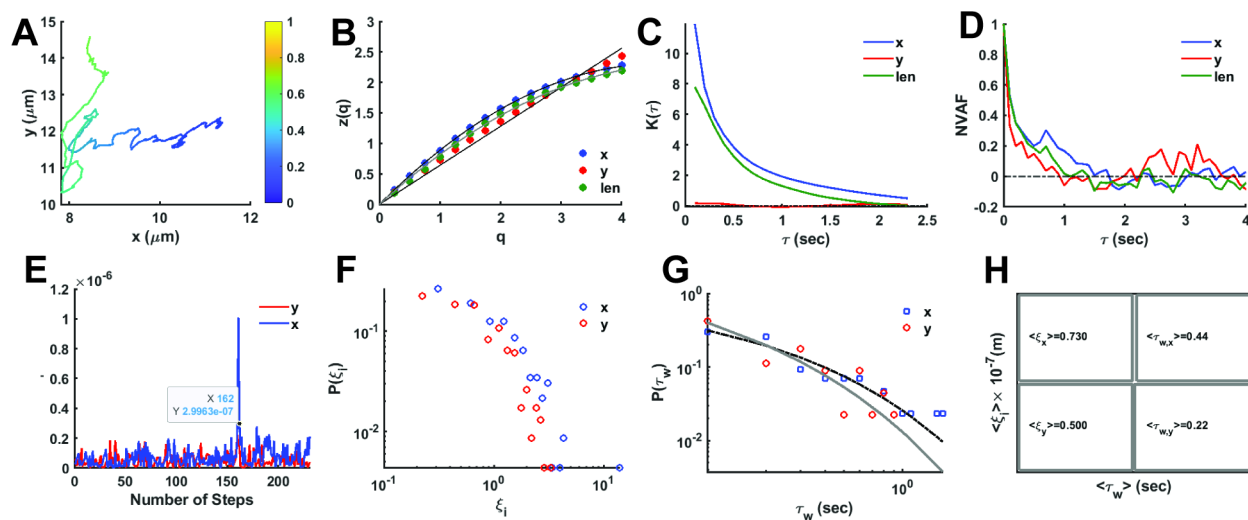 A
15
14
13
12
11
10
y (μm)
8
10
12
x (μm)
1
0.8
0.6
0.4
0.2
0
B
3
2.5
2
1.5
1
0.5
0
z(q)
0
1
2
3
4
q
x
y
len
C
10
8
6
4
2
0
K(τ)
0
0.5
1
1.5
2
2.5
τ (sec)
x
y
len
D
1
0.8
0.6
0.4
0.2
0
-0.2
NVAF
0
1
2
3
4
τ (sec)
x
y
len
E
×10⁻⁶
1.2
1
0.8
0.6
0.4
0.2
0
0
100
200
Number of Steps
y
x
X 162
Y 2.9963e-07
F
10⁻¹
P(ξᵢ)
10⁻¹
10⁰
10¹
ξᵢ
x
y
G
10⁰
10⁻¹
10⁻²
P(τ_w)
10⁰
τ_w (sec)
x
y
H
<ξᵢ>× 10⁻⁷(m)
<ξₓ>=0.730
<τ_w,x>=0.44
<ξ_y>=0.500
<τ_w,y>=0.22
<τ_w> (sec)